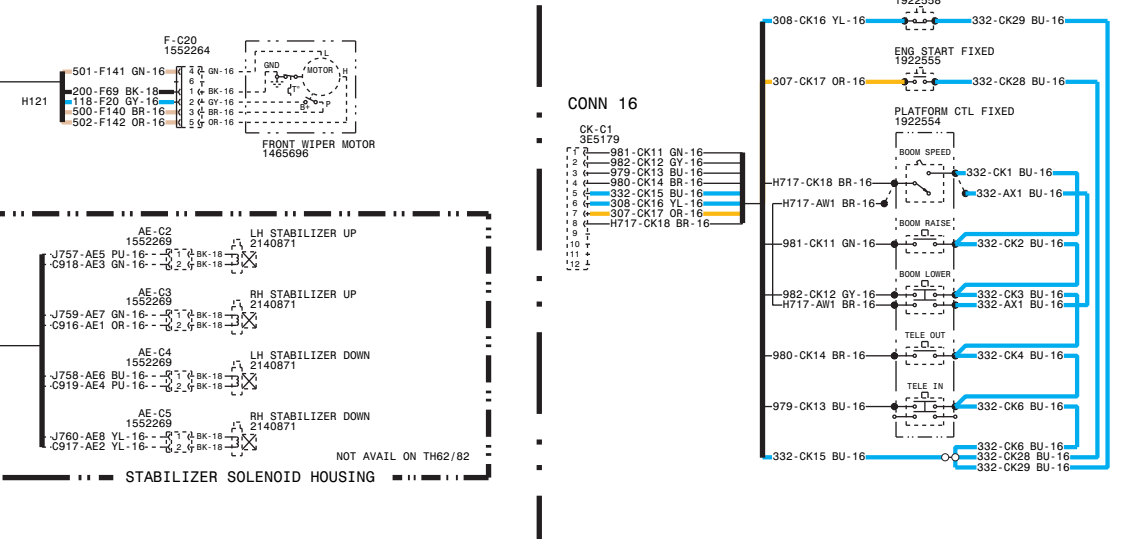 F-C20
1552264
501-F141 GN-16
200-F69 BK-18
118-F20 GY-16
500-F140 BR-16
502-F142 OR-16
H121
4 GN-16
6
1 BK-16
2 GY-16
3 BR-16
5 OR-16
GND
MOTOR
L
H
T°
B+
P
FRONT WIPER MOTOR
1465696
AE-C2
1552269
J757-AE5 PU-16
C918-AE3 GN-16
1 BK-18
2 BK-18
LH STABILIZER UP
2140871
AE-C3
1552269
J759-AE7 GN-16
C916-AE1 OR-16
1 BK-18
2 BK-18
RH STABILIZER UP
2140871
AE-C4
1552269
J758-AE6 BU-16
C919-AE4 PU-16
1 BK-18
2 BK-18
LH STABILIZER DOWN
2140871
AE-C5
1552269
J760-AE8 YL-16
C917-AE2 YL-16
1 BK-18
2 BK-18
RH STABILIZER DOWN
2140871
NOT AVAIL ON TH62/82
STABILIZER SOLENOID HOUSING
CONN 16
CK-C1
3E5179
1 981-CK11 GN-16
2 982-CK12 GY-16
3 979-CK13 BU-16
4 980-CK14 BR-16
5 332-CK15 BU-16
6 308-CK16 YL-16
7 307-CK17 OR-16
8 H717-CK18 BR-16
9
10
11
12
1922558
308-CK16 YL-16
332-CK29 BU-16
ENG START FIXED
1922555
307-CK17 OR-16
332-CK28 BU-16
PLATFORM CTL FIXED
1922554
BOOM SPEED
H717-CK18 BR-16
H717-AW1 BR-16
332-CK1 BU-16
332-AX1 BU-16
BOOM RAISE
981-CK11 GN-16
332-CK2 BU-16
BOOM LOWER
982-CK12 GY-16
H717-AW1 BR-16
332-CK3 BU-16
332-AX1 BU-16
TELE OUT
980-CK14 BR-16
332-CK4 BU-16
TELE IN
979-CK13 BU-16
332-CK6 BU-16
332-CK15 BU-16
332-CK6 BU-16
332-CK28 BU-16
332-CK29 BU-16